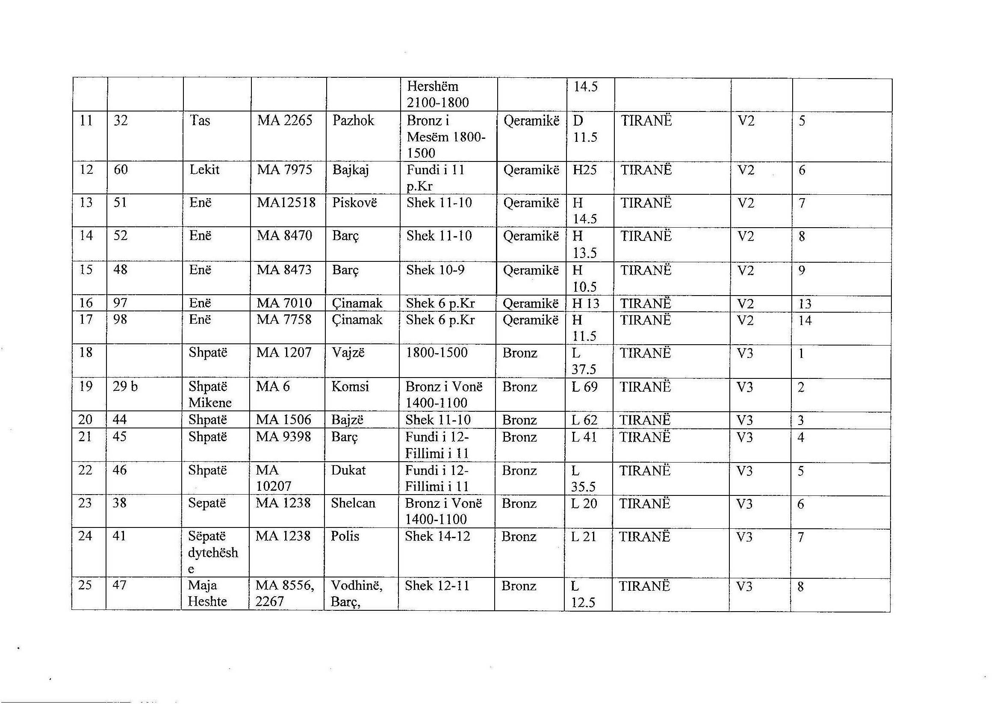 Hershëm 14.5
2100-1800
11 32 Tas MA 2265 Pazhok Bronz i Qeramikë D TIRANË V2 5
Mesëm 1800- 11.5
1500
12 60 Lekit MA 7975 Bajkaj Fundi i 11 Qeramikë H25 TIRANË V2 6
p.Kr
13 51 Enë MA12518 Piskovë Shek 11-10 Qeramikë H TIRANË V2 7
14.5
14 52 Enë MA 8470 Barç Shek 11-10 Qeramikë H TIRANË V2 8
13.5
15 48 Enë MA 8473 Barç Shek 10-9 Qeramikë H TIRANË V2 9
10.5
16 97 Enë MA 7010 Çinamak Shek 6 p.Kr Qeramikë H 13 TIRANË V2 13
17 98 Enë MA 7758 Çinamak Shek 6 p.Kr Qeramikë H TIRANË V2 14
11.5
18 Shpatë MA 1207 Vajzë 1800-1500 Bronz L TIRANË V3 1
37.5
19 29 b Shpatë MA 6 Komsi Bronz i Vonë Bronz L 69 TIRANË V3 2
Mikene 1400-1100
20 44 Shpatë MA 1506 Bajzë Shek 11-10 Bronz L 62 TIRANË V3 3
21 45 Shpatë MA 9398 Barç Fundi i 12- Bronz L 41 TIRANË V3 4
Fillimi i 11
22 46 Shpatë MA Dukat Fundi i 12- Bronz L TIRANË V3 5
10207 Fillimi i 11 35.5
23 38 Sepatë MA 1238 Shelcan Bronz i Vonë Bronz L 20 TIRANË V3 6
1400-1100
24 41 Sëpatë MA 1238 Polis Shek 14-12 Bronz L 21 TIRANË V3 7
dytehësh
e
25 47 Maja MA 8556, Vodhinë, Shek 12-11 Bronz L TIRANË V3 8
Heshte 2267 Barç, 12.5